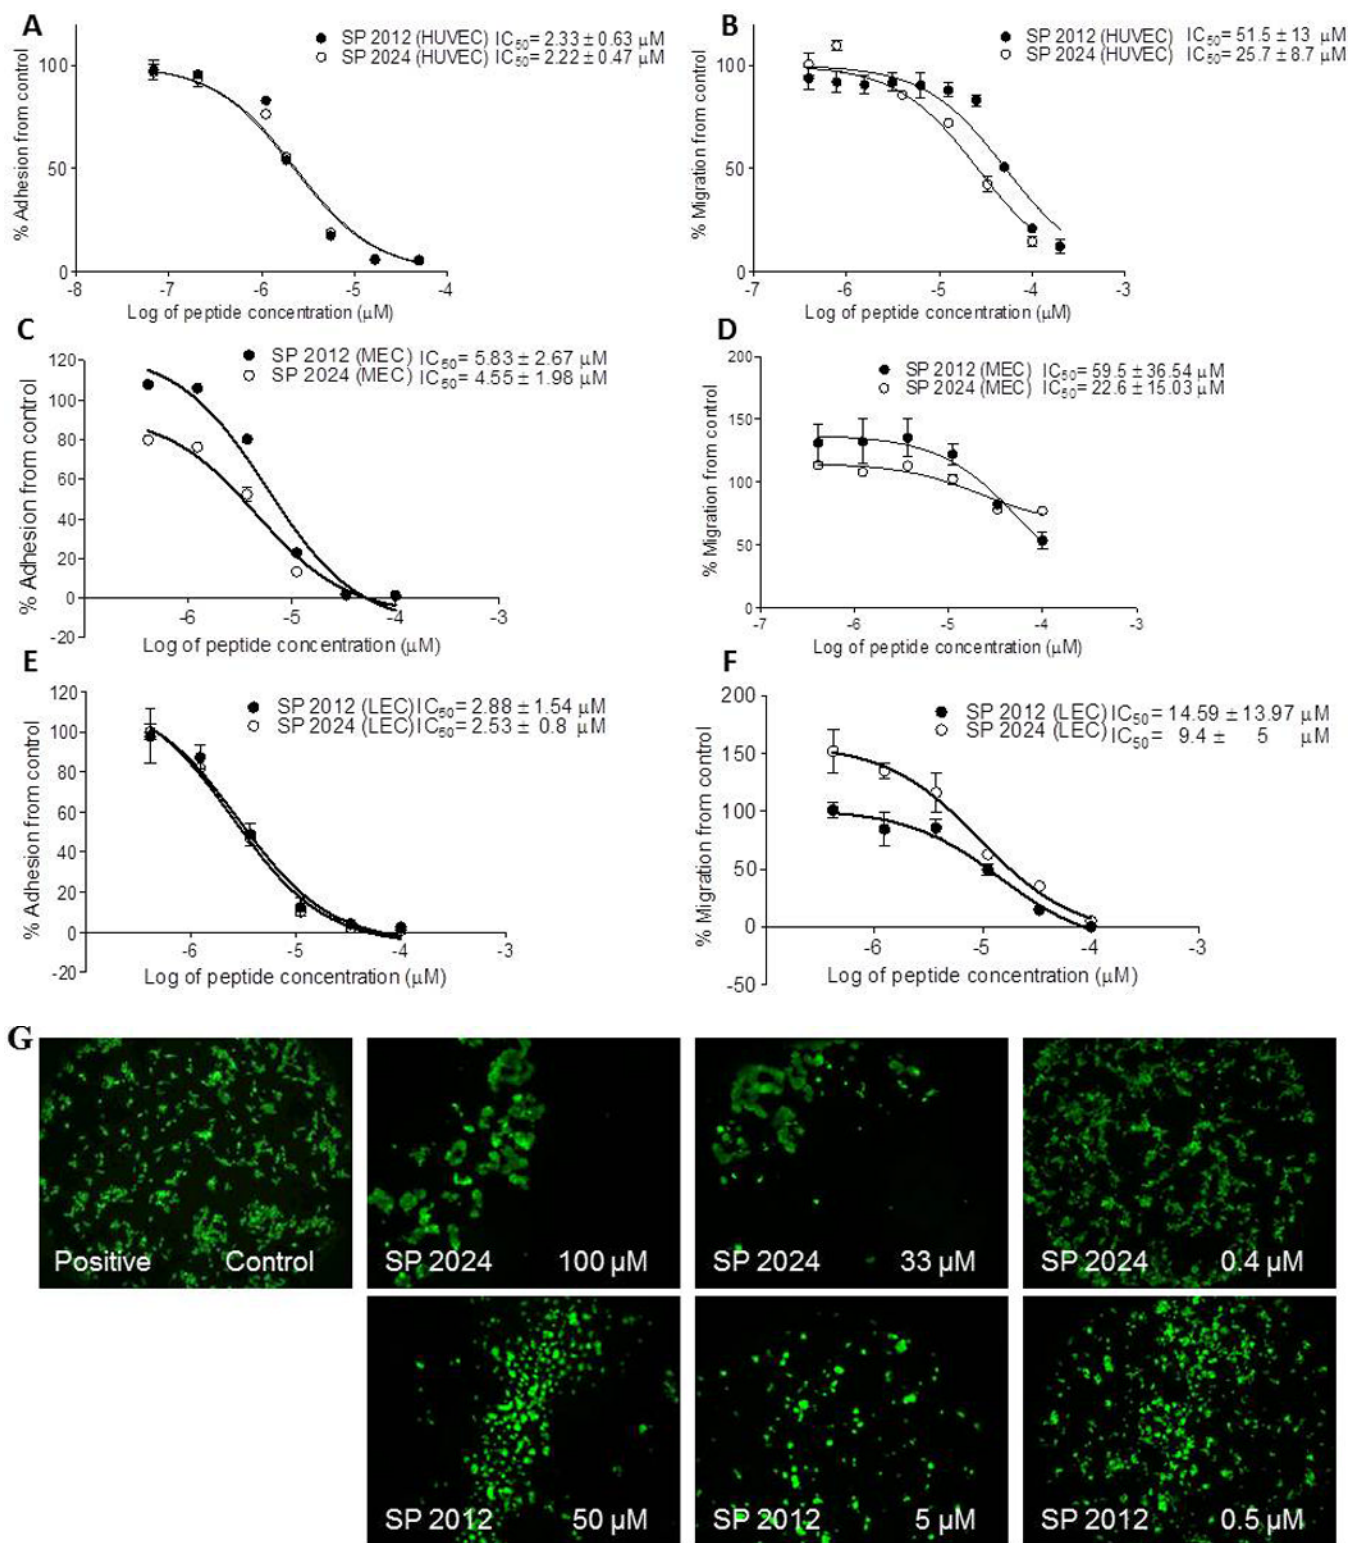 A
SP 2012 (HUVEC) IC50= 2.33 ± 0.63 µM
SP 2024 (HUVEC) IC50= 2.22 ± 0.47 µM
% Adhesion from control
100
50
0
-8 -7 -6 -5 -4
Log of peptide concentration (µM)
B
SP 2012 (HUVEC) IC50= 51.5 ± 13 µM
SP 2024 (HUVEC) IC50= 25.7 ± 8.7 µM
% Migration from control
100
50
0
-7 -6 -5 -4 -3
Log of peptide concentration (µM)
C
SP 2012 (MEC) IC50= 5.83 ± 2.67 µM
SP 2024 (MEC) IC50= 4.55 ± 1.98 µM
% Adhesion from control
120
100
80
60
40
20
0
-20
-6 -5 -4 -3
Log of peptide concentration (µM)
D
SP 2012 (MEC) IC50= 59.5 ± 36.54 µM
SP 2024 (MEC) IC50= 22.6 ± 15.03 µM
% Migration from control
200
150
100
50
0
-7 -6 -5 -4 -3
Log of peptide concentration (µM)
E
SP 2012 (LEC) IC50= 2.88 ± 1.54 µM
SP 2024 (LEC) IC50= 2.53 ± 0.8 µM
% Adhesion from control
120
100
80
60
40
20
0
-20
-6 -5 -4 -3
Log of peptide concentration (µM)
F
SP 2012 (LEC) IC50= 14.59 ± 13.97 µM
SP 2024 (LEC) IC50= 9.4 ± 5 µM
% Migration from control
200
150
100
50
0
-50
-6 -5 -4 -3
Log of peptide concentration (µM)
G
Positive Control
SP 2024 100 µM
SP 2024 33 µM
SP 2024 0.4 µM
SP 2012 50 µM
SP 2012 5 µM
SP 2012 0.5 µM